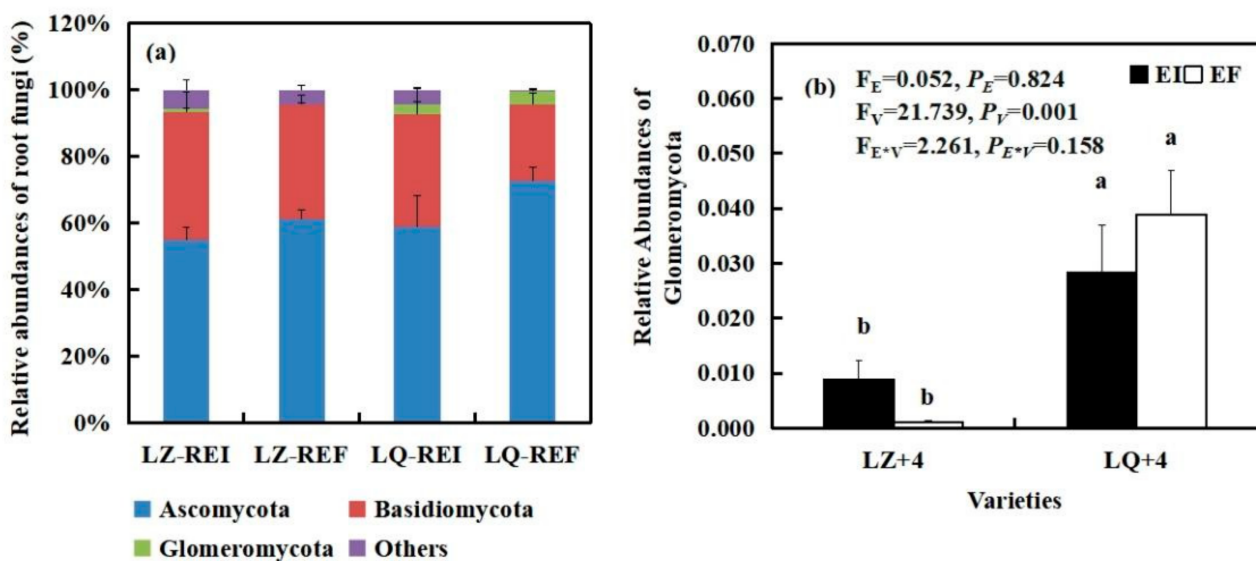 120%
100%
80%
60%
40%
20%
0%
Relative abundances of root fungi (%)
(a)
LZ-REI LZ-REF LQ-REI LQ-REF
Ascomycota Basidiomycota
Glomeromycota Others
0.070
0.060
0.050
0.040
0.030
0.020
0.010
0.000
Relative Abundances of
Glomeromycota
(b)
F_E=0.052, P_E=0.824
F_V=21.739, P_V=0.001
F_E*V=2.261, P_E*V=0.158
EI EF
b
b
a
a
LZ+4 LQ+4
Varieties